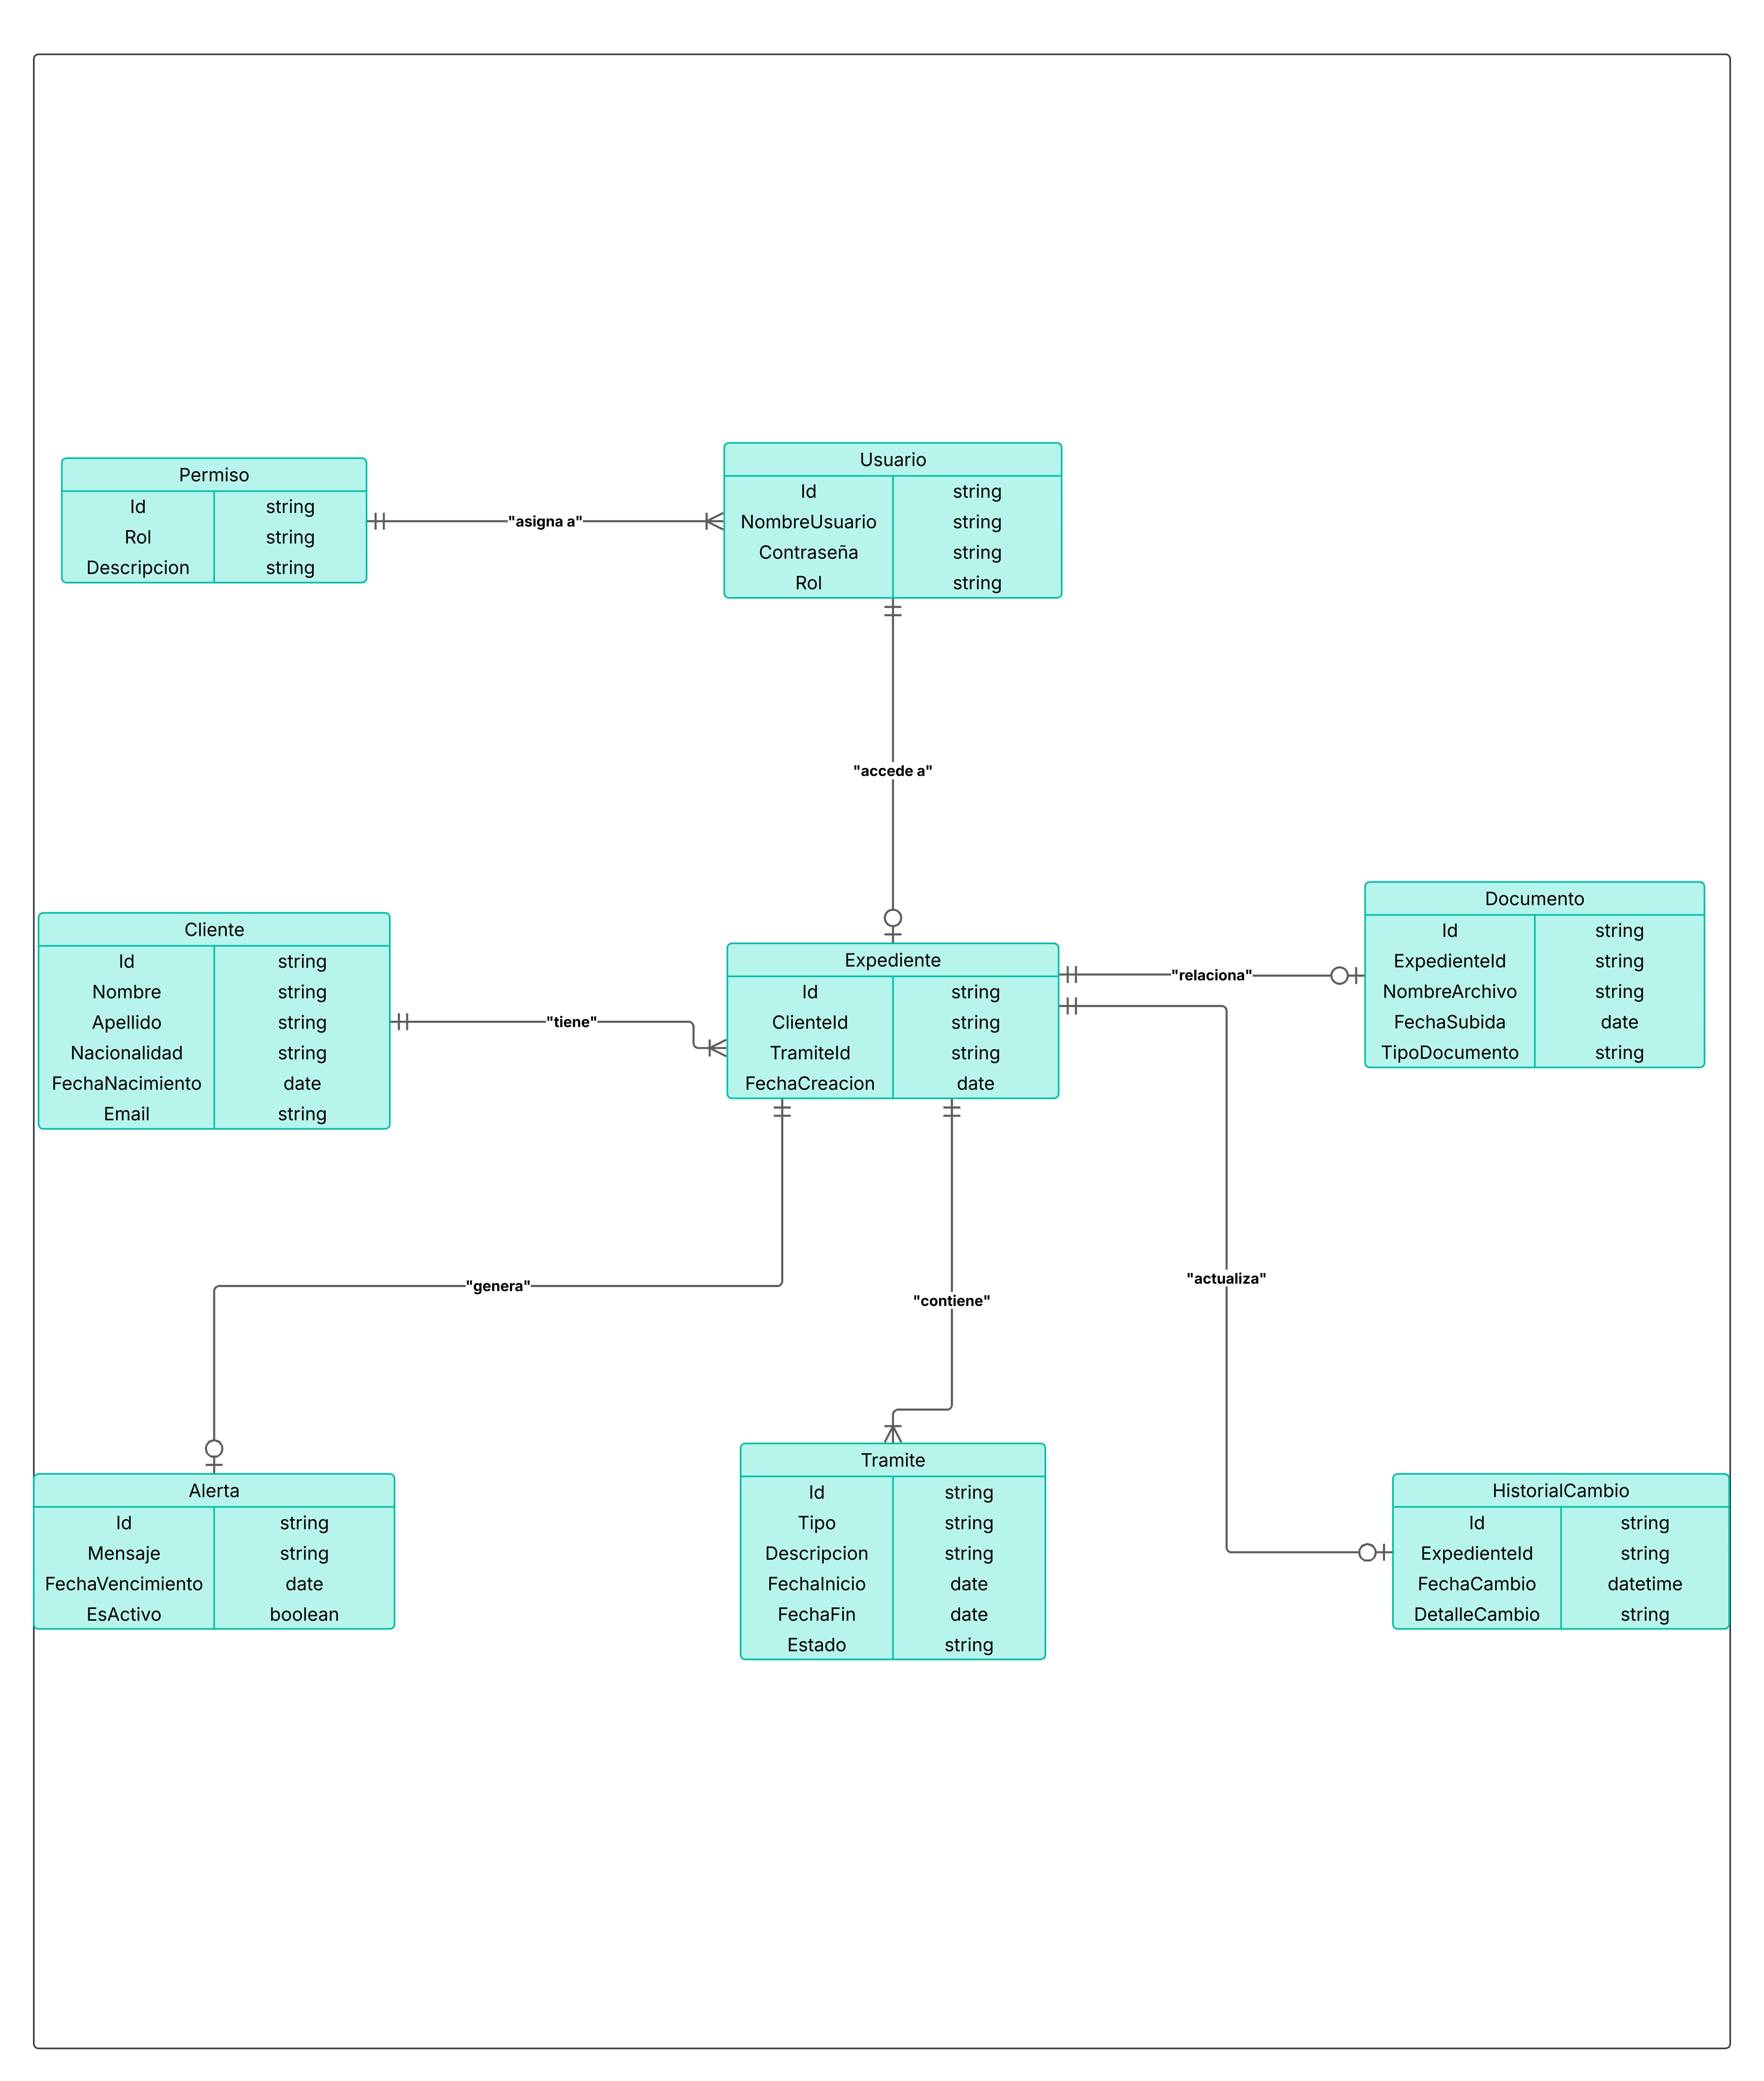 Permiso
Id string
Rol string
Descripcion string
"asigna a"
Usuario
Id string
NombreUsuario string
Contraseña string
Rol string
"accede a"
Cliente
Id string
Nombre string
Apellido string
Nacionalidad string
FechaNacimiento date
Email string
"tiene"
Expediente
Id string
ClienteId string
TramiteId string
FechaCreacion date
"relaciona"
Documento
Id string
ExpedienteId string
NombreArchivo string
FechaSubida date
TipoDocumento string
"genera"
"contiene"
"actualiza"
Alerta
Id string
Mensaje string
FechaVencimiento date
EsActivo boolean
Tramite
Id string
Tipo string
Descripcion string
FechaInicio date
FechaFin date
Estado string
HistorialCambio
Id string
ExpedienteId string
FechaCambio datetime
DetalleCambio string